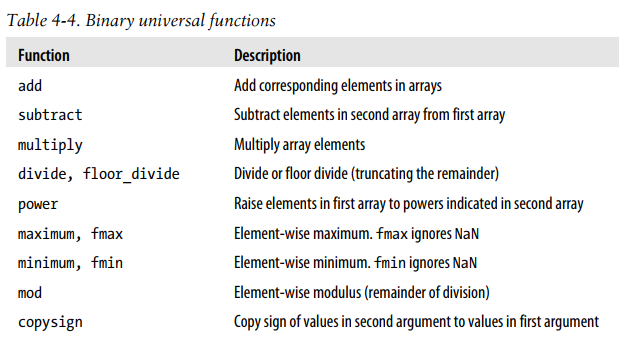 Table 4-4. Binary universal functions
Function Description
add Add corresponding elements in arrays
subtract Subtract elements in second array from first array
multiply Multiply array elements
divide, floor_divide Divide or floor divide (truncating the remainder)
power Raise elements in first array to powers indicated in second array
maximum, fmax Element-wise maximum. fmax ignores NaN
minimum, fmin Element-wise minimum. fmin ignores NaN
mod Element-wise modulus (remainder of division)
copysign Copy sign of values in second argument to values in first argument